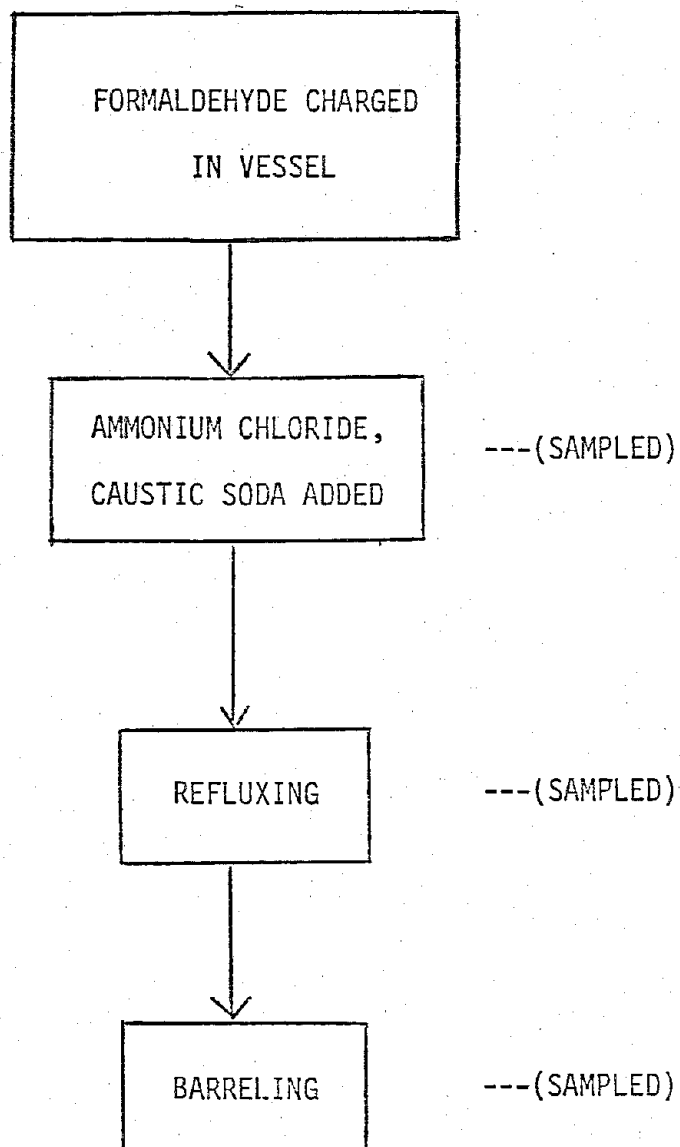 FORMALDEHYDE CHARGED
IN VESSEL
AMMONIUM CHLORIDE,
CAUSTIC SODA ADDED
---(SAMPLED)
REFLUXING
---(SAMPLED)
BARRELING
---(SAMPLED)